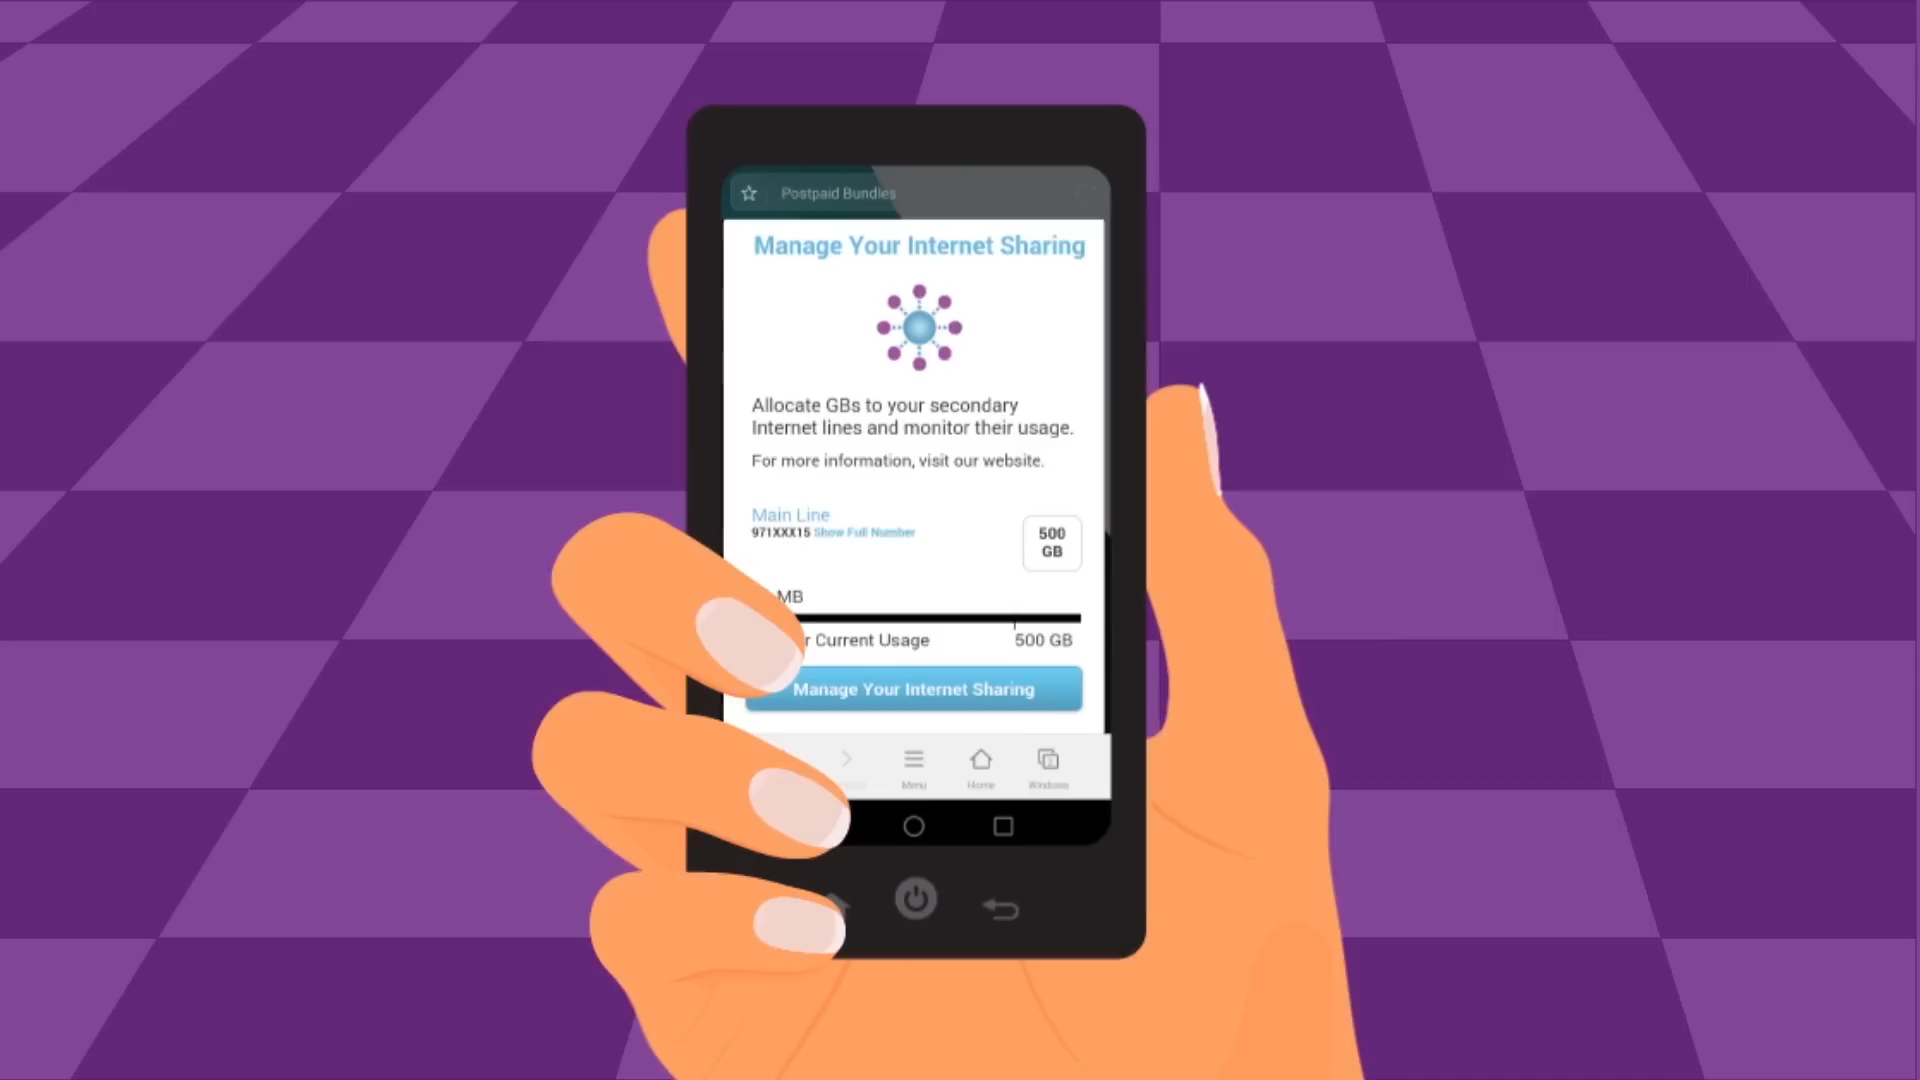 Postpaid Bundles
Manage Your Internet Sharing
Allocate GBs to your secondary
Internet lines and monitor their usage.
For more information, visit our website.
Main Line
971XXX15 Show Full Number
500
GB
MB
Current Usage
500 GB
Manage Your Internet Sharing
Menu
Home
Windows